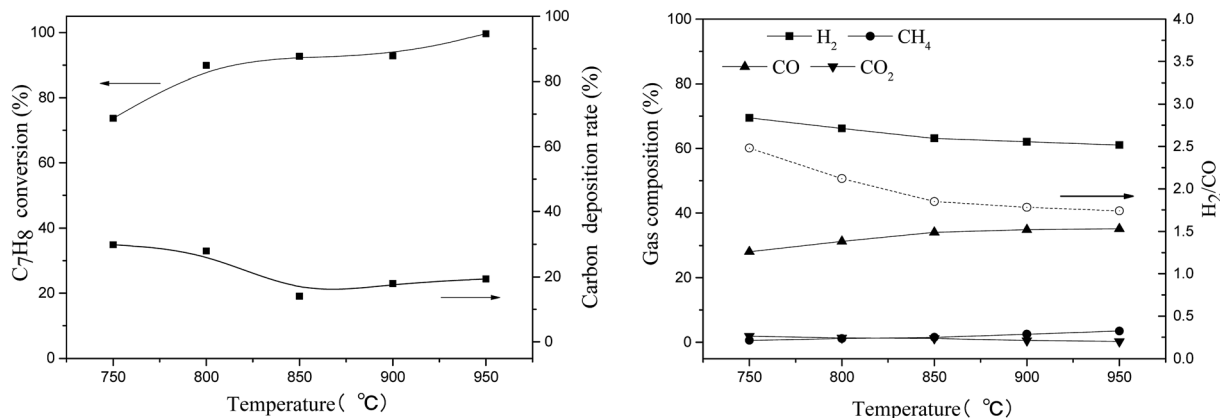 C7H8 conversion (%)
100
80
60
40
20
0
750 800 850 900 950
Temperature( ℃)
Carbon deposition rate (%)
100
80
60
40
20
0
Gas composition (%)
100
80
60
40
20
0
H2 CH4
CO CO2
750 800 850 900 950
Temperature( ℃)
H2/CO
4.0
3.5
3.0
2.5
2.0
1.5
1.0
0.5
0.0